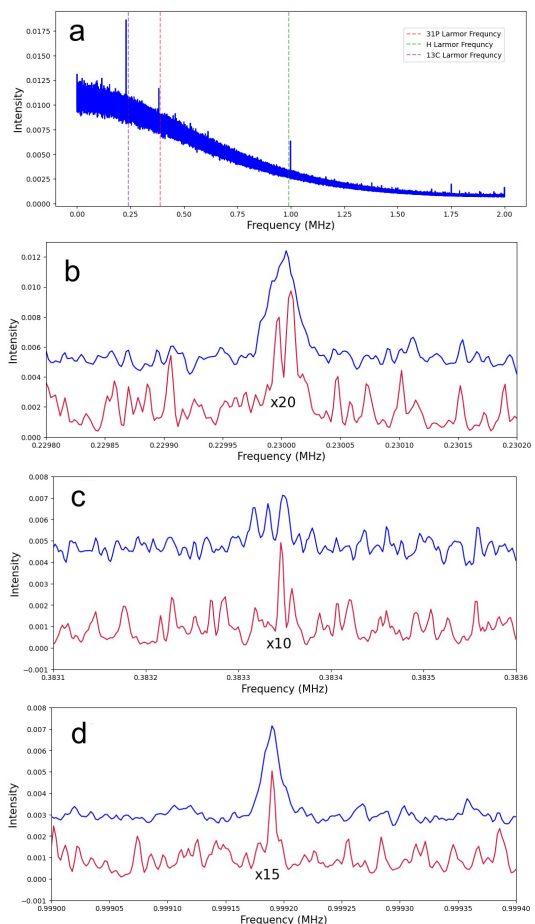 a
0.0175
0.0150
0.0125
0.0100
0.0075
0.0050
0.0025
0.0000
Intensity
31P Larmor Frequncy
H Larmor Frequncy
13C Larmor Frequncy
0.00 0.25 0.50 0.75 1.00 1.25 1.50 1.75 2.00
Frequency (MHz)
b
0.012
0.010
0.008
0.006
0.004
0.002
0.000
Intensity
x20
0.22980 0.22985 0.22990 0.22995 0.23000 0.23005 0.23010 0.23015 0.23020
Frequency (MHz)
c
0.008
0.007
0.006
0.005
0.004
0.003
0.002
0.001
0.000
−0.001
Intensity
x10
0.3831 0.3832 0.3833 0.3834 0.3835 0.3836
Frequency (MHz)
d
0.008
0.007
0.006
0.005
0.004
0.003
0.002
0.001
0.000
−0.001
Intensity
x15
0.99900 0.99905 0.99910 0.99915 0.99920 0.99925 0.99930 0.99935 0.99940
Frequency (MHz)